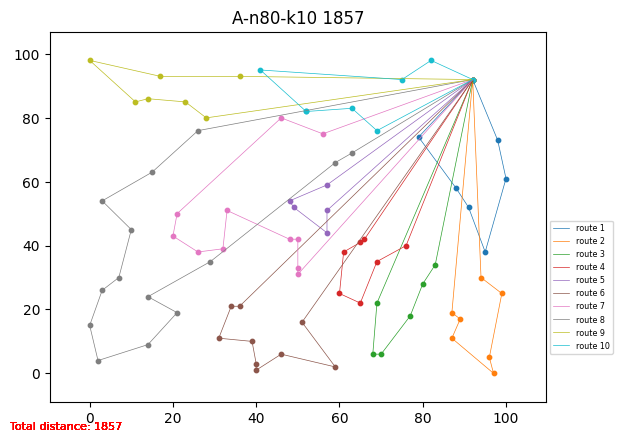 A-n80-k10 1857
100
80
60
40
20
0
0 20 40 60 80 100
route 1
route 2
route 3
route 4
route 5
route 6
route 7
route 8
route 9
route 10
Total distance: 1857